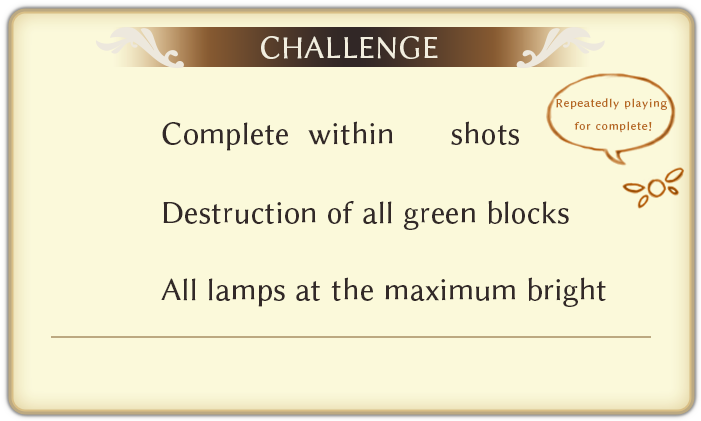 CHALLENGE
Repeatedly playing
for complete!
Complete within shots
Destruction of all green blocks
All lamps at the maximum bright